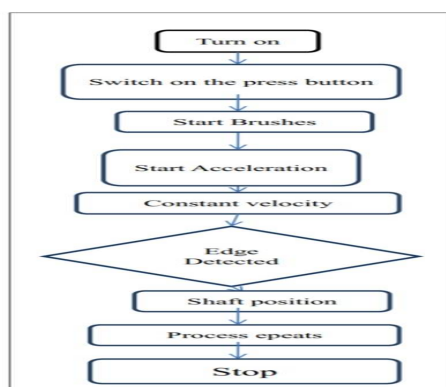 Turn on
Switch on the press button
Start Brushes
Start Acceleration
Constant velocity
Edge
Detected
Shaft position
Process epeats
Stop